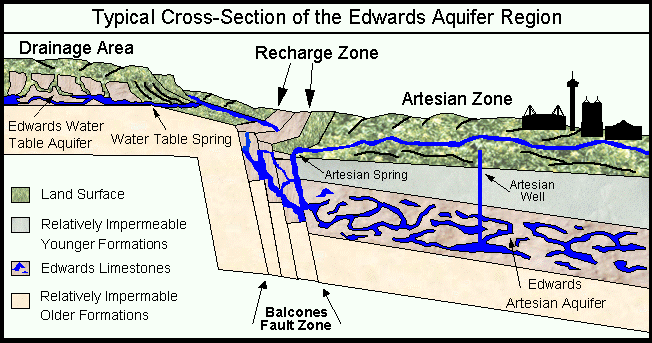 Typical Cross-Section of the Edwards Aquifer Region
Drainage Area
Recharge Zone
Artesian Zone
Edwards Water
Table Aquifer
Water Table Spring
Artesian Spring
Artesian
Well
Land Surface
Relatively Impermeable
Younger Formations
Edwards Limestones
Relatively Impermable
Older Formations
Edwards
Artesian Aquifer
Balcones
Fault Zone